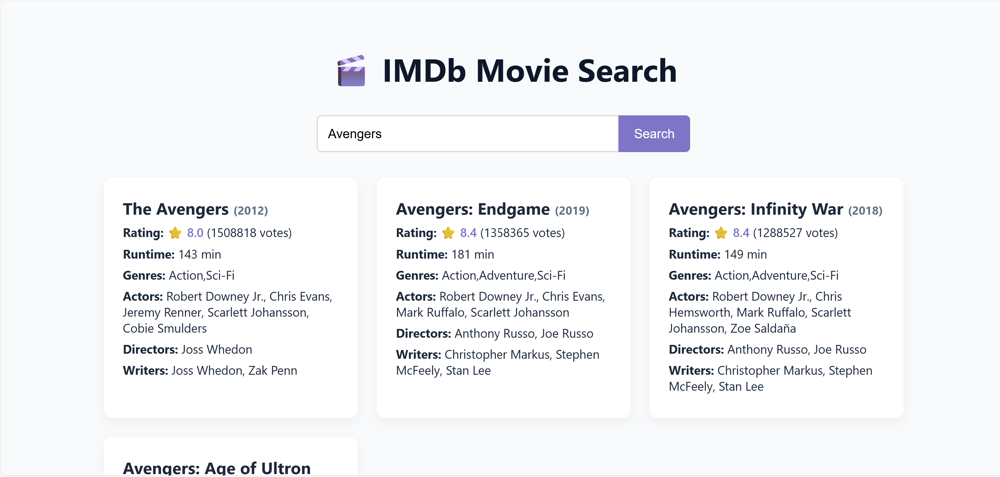 IMDb Movie Search
Avengers
Search
The Avengers (2012)
Rating: ⭐ 8.0 (1508818 votes)
Runtime: 143 min
Genres: Action,Sci-Fi
Actors: Robert Downey Jr., Chris Evans,
Jeremy Renner, Scarlett Johansson,
Cobie Smulders
Directors: Joss Whedon
Writers: Joss Whedon, Zak Penn
Avengers: Endgame (2019)
Rating: ⭐ 8.4 (1358365 votes)
Runtime: 181 min
Genres: Action,Adventure,Sci-Fi
Actors: Robert Downey Jr., Chris Evans,
Mark Ruffalo, Scarlett Johansson
Directors: Anthony Russo, Joe Russo
Writers: Christopher Markus, Stephen
McFeely, Stan Lee
Avengers: Infinity War (2018)
Rating: ⭐ 8.4 (1288527 votes)
Runtime: 149 min
Genres: Action,Adventure,Sci-Fi
Actors: Robert Downey Jr., Chris
Hemsworth, Mark Ruffalo, Scarlett
Johansson, Zoe Saldaña
Directors: Anthony Russo, Joe Russo
Writers: Christopher Markus, Stephen
McFeely, Stan Lee
Avengers: Age of Ultron